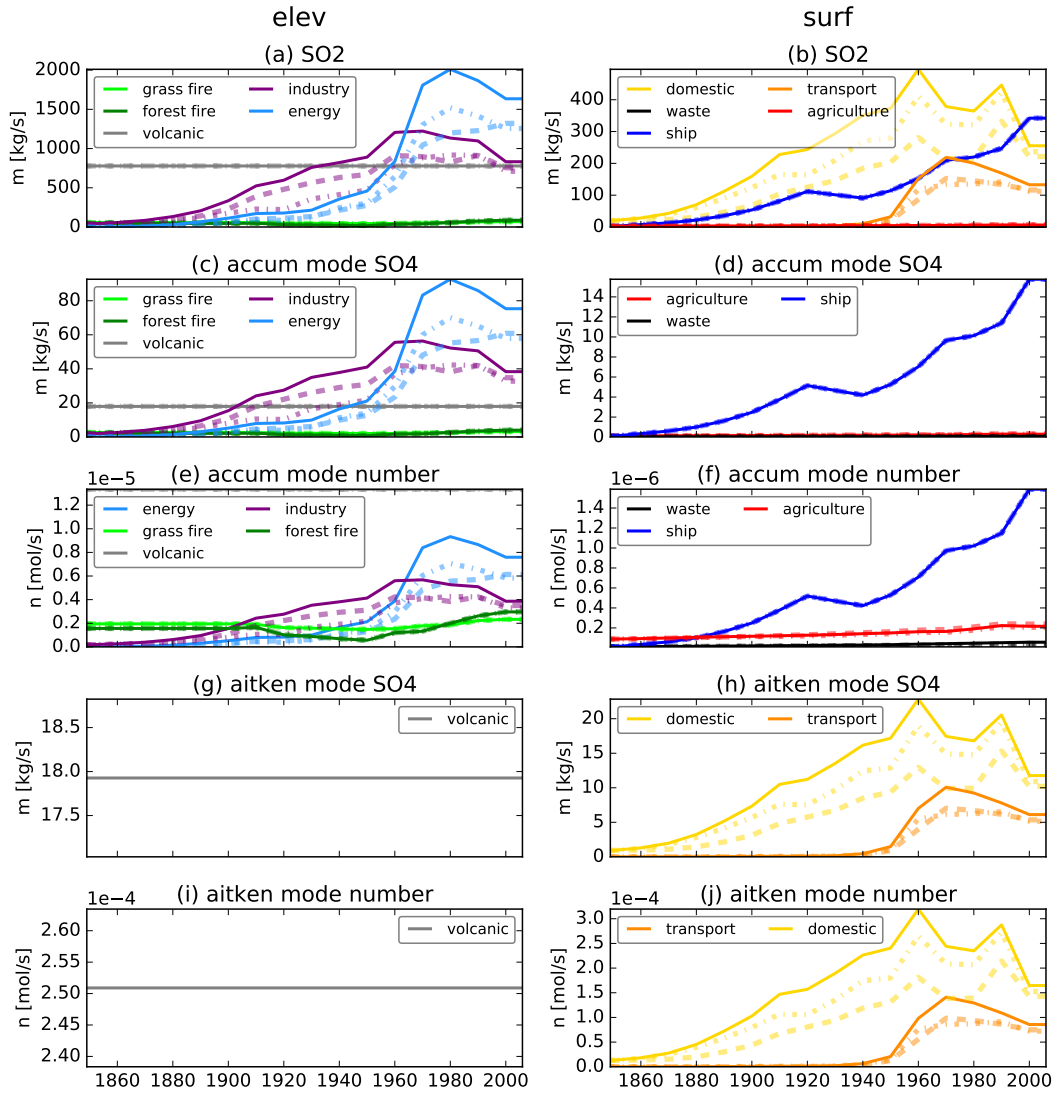 elev
surf
(a) SO2
(b) SO2
m [kg/s]
2000
1500
1000
500
0
grass fire
forest fire
volcanic
industry
energy
m [kg/s]
400
300
200
100
0
domestic
waste
ship
transport
agriculture
(c) accum mode SO4
(d) accum mode SO4
m [kg/s]
80
60
40
20
0
grass fire
forest fire
volcanic
industry
energy
m [kg/s]
14
12
10
8
6
4
2
0
agriculture
waste
ship
(e) accum mode number
(f) accum mode number
1e−5
n [mol/s]
1.2
1.0
0.8
0.6
0.4
0.2
0.0
energy
grass fire
volcanic
industry
forest fire
1e−6
n [mol/s]
1.4
1.2
1.0
0.8
0.6
0.4
0.2
waste
ship
agriculture
(g) aitken mode SO4
(h) aitken mode SO4
m [kg/s]
18.5
18.0
17.5
volcanic
m [kg/s]
20
15
10
5
0
domestic
transport
(i) aitken mode number
(j) aitken mode number
1e−4
n [mol/s]
2.60
2.55
2.50
2.45
2.40
volcanic
1860 1880 1900 1920 1940 1960 1980 2000
1e−4
n [mol/s]
3.0
2.5
2.0
1.5
1.0
0.5
0.0
transport
domestic
1860 1880 1900 1920 1940 1960 1980 2000